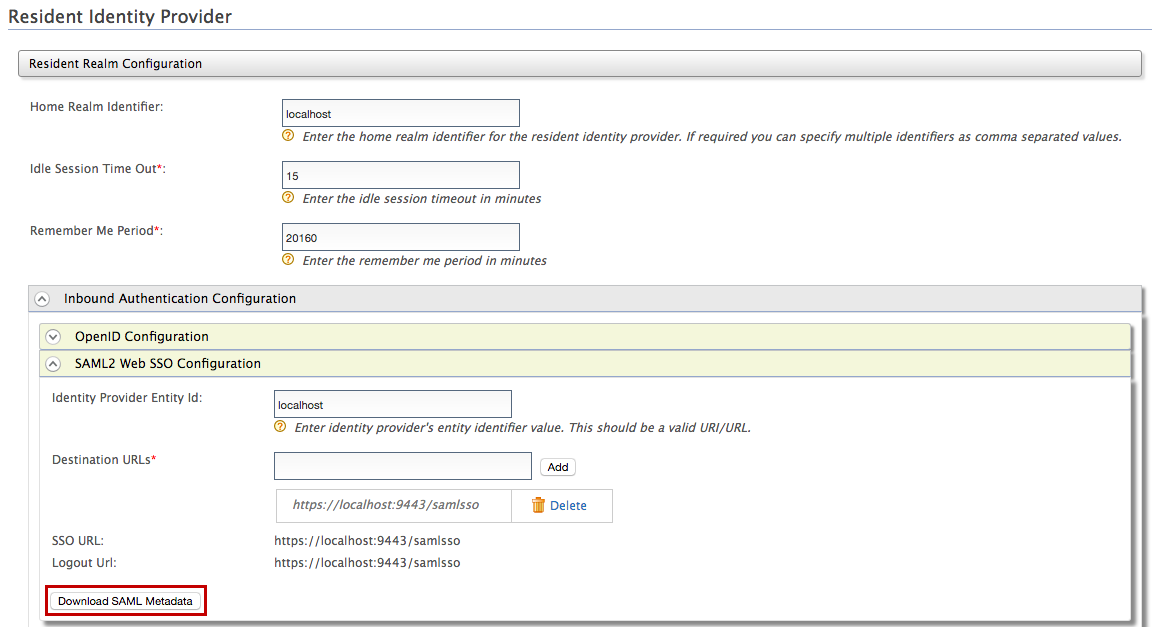 Resident Identity Provider
Resident Realm Configuration
Home Realm Identifier:
localhost
Enter the home realm identifier for the resident identity provider. If required you can specify multiple identifiers as comma separated values.
Idle Session Time Out*:
15
Enter the idle session timeout in minutes
Remember Me Period*:
20160
Enter the remember me period in minutes
Inbound Authentication Configuration
OpenID Configuration
SAML2 Web SSO Configuration
Identity Provider Entity Id:
localhost
Enter identity provider's entity identifier value. This should be a valid URI/URL.
Destination URLs*
Add
https://localhost:9443/samlsso Delete
SSO URL: https://localhost:9443/samlsso
Logout Url: https://localhost:9443/samlsso
Download SAML Metadata